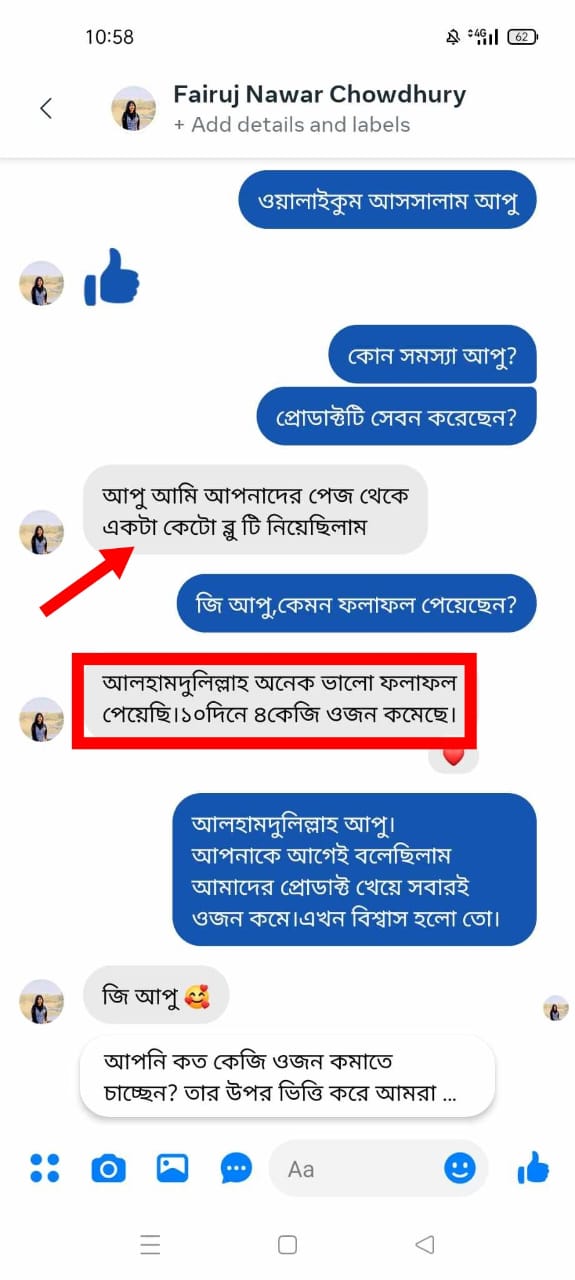 10:58
4G
62
Fairuj Nawar Chowdhury
+ Add details and labels
ওয়ালাইকুম আসসালাম আপু
কোন সমস্যা আপু?
প্রোডাক্টটি সেবন করেছেন?
আপু আমি আপনাদের পেজ থেকে
একটা কেটো ব্লু টি নিয়েছিলাম
জি আপু,কেমন ফলাফল পেয়েছেন?
আলহামদুলিল্লাহ অনেক ভালো ফলাফল
পেয়েছি।১০দিনে ৪কেজি ওজন কমেছে।
আলহামদুলিল্লাহ আপু।
আপনাকে আগেই বলেছিলাম
আমাদের প্রোডাক্ট খেয়ে সবারই
ওজন কমে।এখন বিশ্বাস হলো তো।
জি আপু🥰
আপনি কত কেজি ওজন কমাতে
চাচ্ছেন? তার উপর ভিত্তি করে আমরা ...
Aa